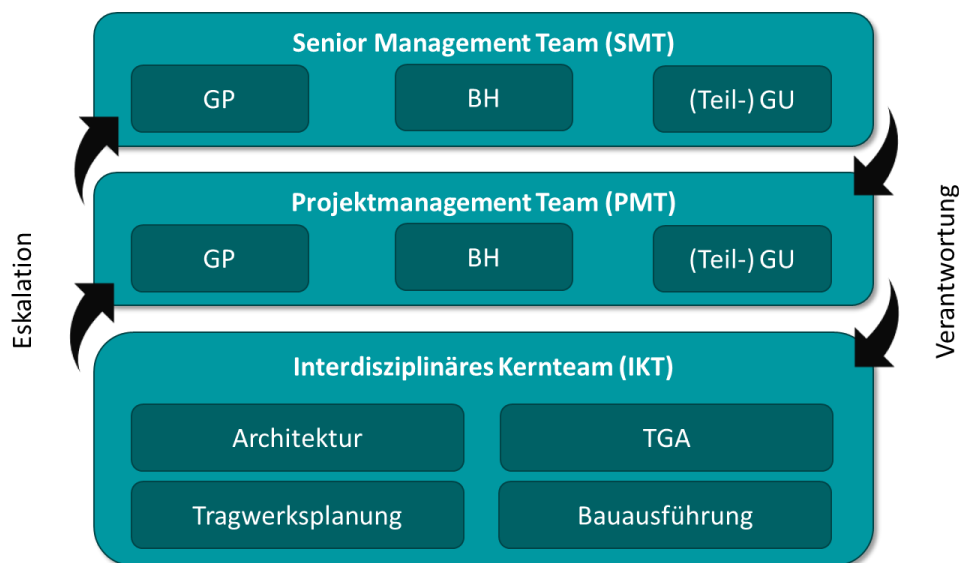 Senior Management Team (SMT)
GP
BH
(Teil-) GU
Projektmanagement Team (PMT)
GP
BH
(Teil-) GU
Interdisziplinäres Kernteam (IKT)
Architektur
TGA
Tragwerksplanung
Bauausführung
Eskalation
Verantwortung